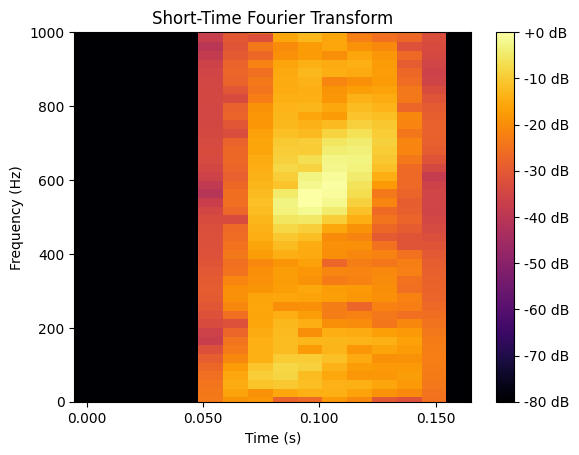 Short-Time Fourier Transform
1000
800
600
400
200
0
Frequency (Hz)
0.000
0.050
0.100
0.150
Time (s)
+0 dB
-10 dB
-20 dB
-30 dB
-40 dB
-50 dB
-60 dB
-70 dB
-80 dB